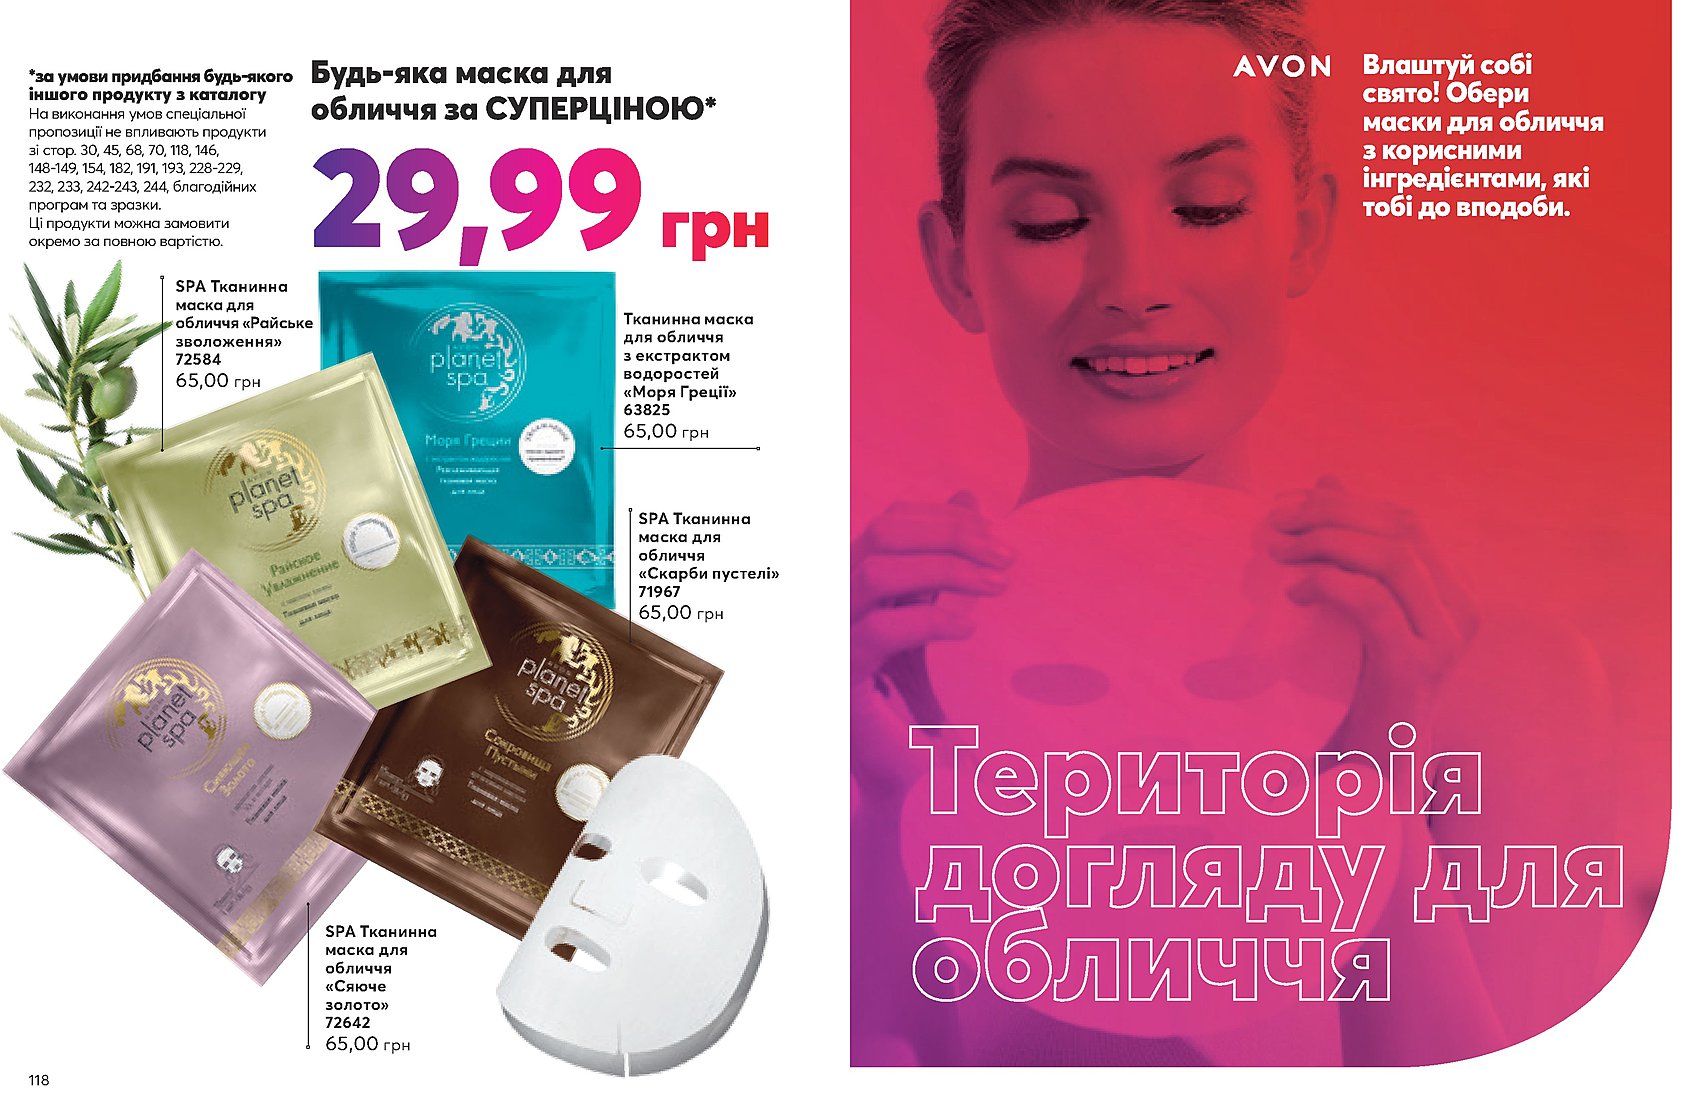 *за умови придбання будь-якого
іншого продукту з каталогу
На виконання умов спеціальної
пропозиції не впливають продукти
зі стор. 30, 45, 68, 70, 118, 146,
148-149, 154, 182, 191, 193, 228-229,
232, 233, 242-243, 244, благодійних
програм та зразки.
Ці продукти можна замовити
окремо за повною вартістю.
Будь-яка маска для
обличчя за СУПЕРЦІНОЮ*
29,99 грн
SPA Тканинна
маска для
обличчя «Райське
зволоження»
72584
65,00 грн
Тканинна маска
для обличчя
з екстрактом
водоростей
«Моря Греції»
63825
65,00 грн
SPA Тканинна
маска для
обличчя
«Скарби пустелі»
71967
65,00 грн
SPA Тканинна
маска для
обличчя
«Сяюче
золото»
72642
65,00 грн
planet
spa
Моря Греции
planet
spa
Райское
Увлажнение
planet
spa
Сокровища
Пустыни
planet
spa
Сияющее
Золото
118
AVON
Влаштуй собі
свято! Обери
маски для обличчя
з корисними
інгредієнтами, які
тобі до вподоби.
Територія
догляду для
обличчя